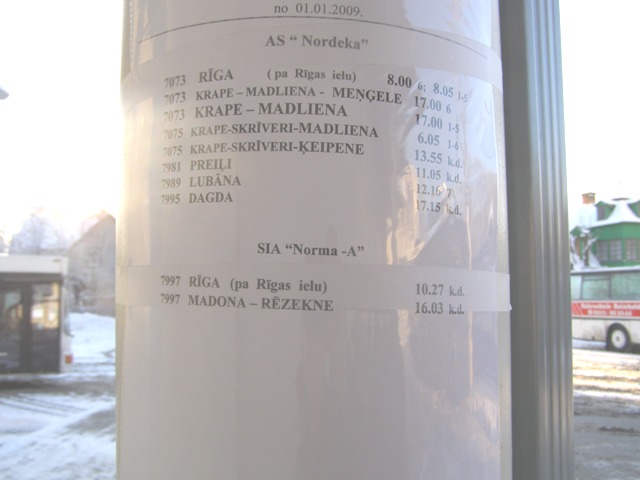 no 01.01.2009.
AS “ Nordeka”
7073 RĪGA ( pa Rīgas ielu) 8.00 6; 8.05 1-5
7073 KRAPE – MADLIENA - MEŅĢELE 17.00 6
7073 KRAPE – MADLIENA 17.00 1-5
7075 KRAPE-SKRĪVERI-MADLIENA 6.05 1-6
7075 KRAPE-SKRĪVERI-ĶEIPENE 13.55 k.d.
7981 PREIĻI 11.05 k.d.
7989 LUBĀNA 12.16 7
7995 DAGDA 17.15 k.d.
SIA “Norma -A”
7997 RĪGA (pa Rīgas ielu) 10.27 k.d.
7997 MADONA – RĒZEKNE 16.03 k.d.